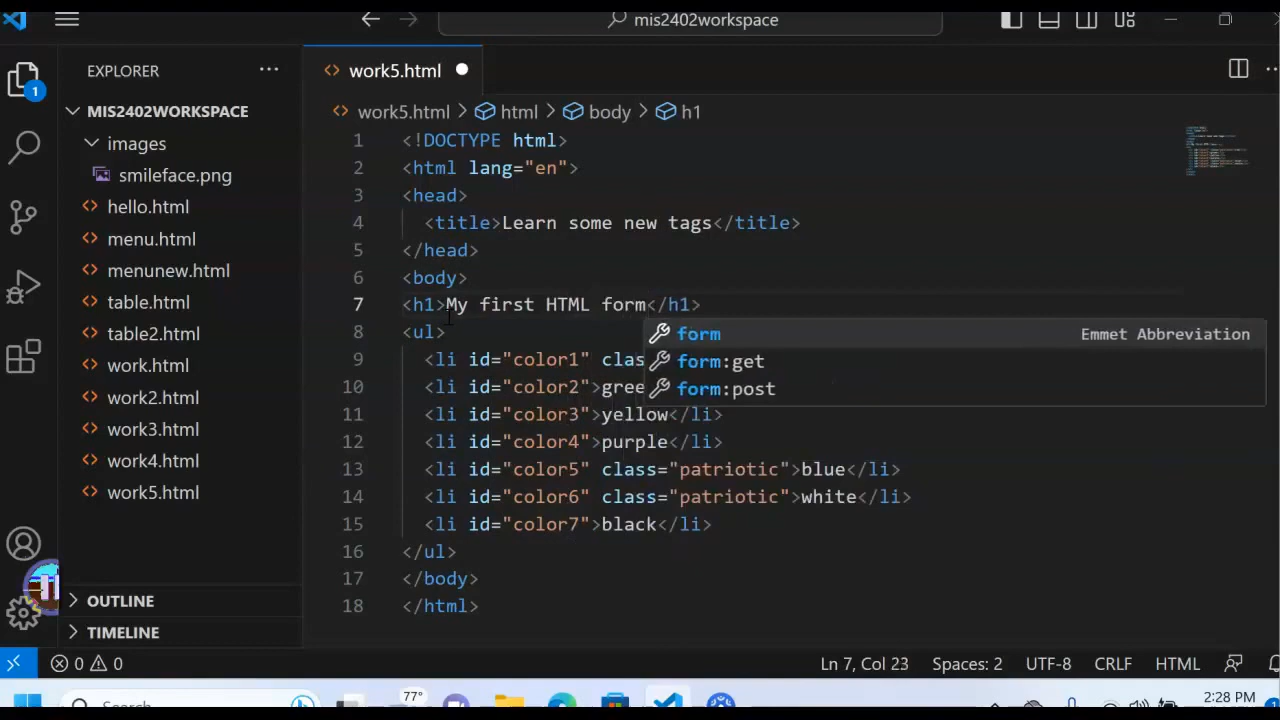 mis2402workspace
EXPLORER
work5.html
MIS2402WORKSPACE
work5.html > html > body > h1
images
smileface.png
hello.html
menu.html
menunew.html
table.html
table2.html
work.html
work2.html
work3.html
work4.html
work5.html
OUTLINE
TIMELINE
1
1 <!DOCTYPE html>
2 <html lang="en">
3 <head>
4 <title>Learn some new tags</title>
5 </head>
6 <body>
7 <h1>My first HTML form</h1>
8 <ul>
9 <li id="color1" clas
10 <li id="color2">gree
11 <li id="color3">yellow</li>
12 <li id="color4">purple</li>
13 <li id="color5" class="patriotic">blue</li>
14 <li id="color6" class="patriotic">white</li>
15 <li id="color7">black</li>
16 </ul>
17 </body>
18 </html>
form Emmet Abbreviation
form:get
form:post
0 0 Ln 7, Col 23 Spaces: 2 UTF-8 CRLF HTML
Search 77° 2:28 PM